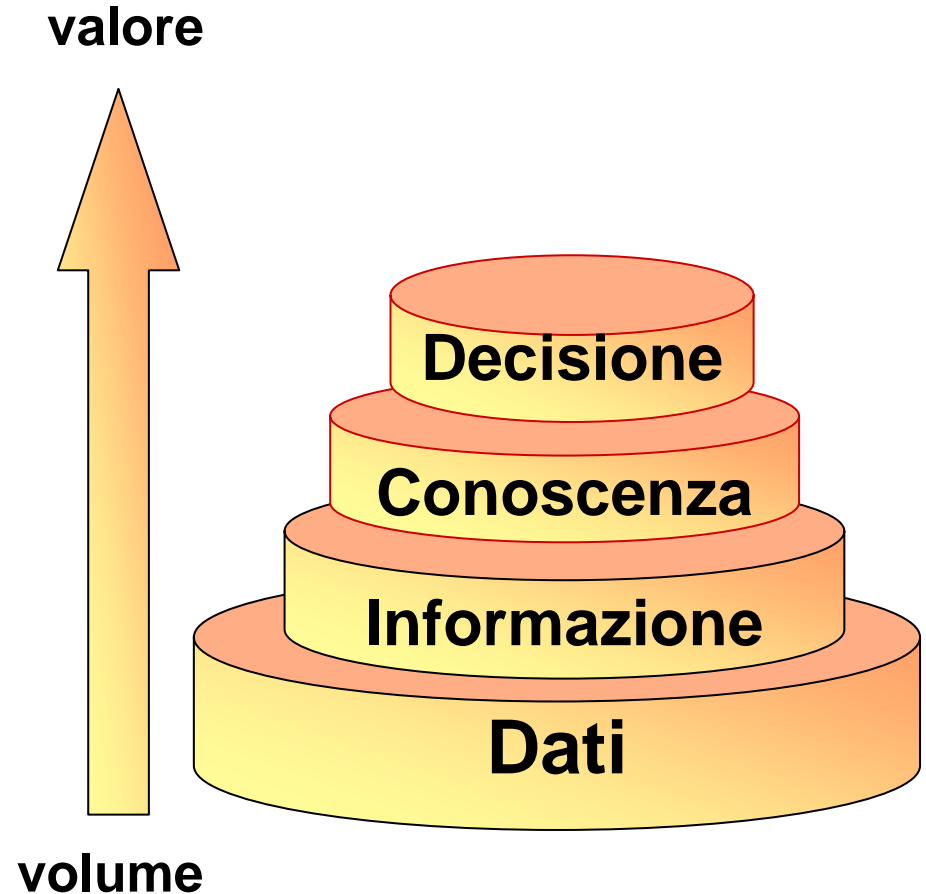 valore
Decisione
Conoscenza
Informazione
Dati
volume